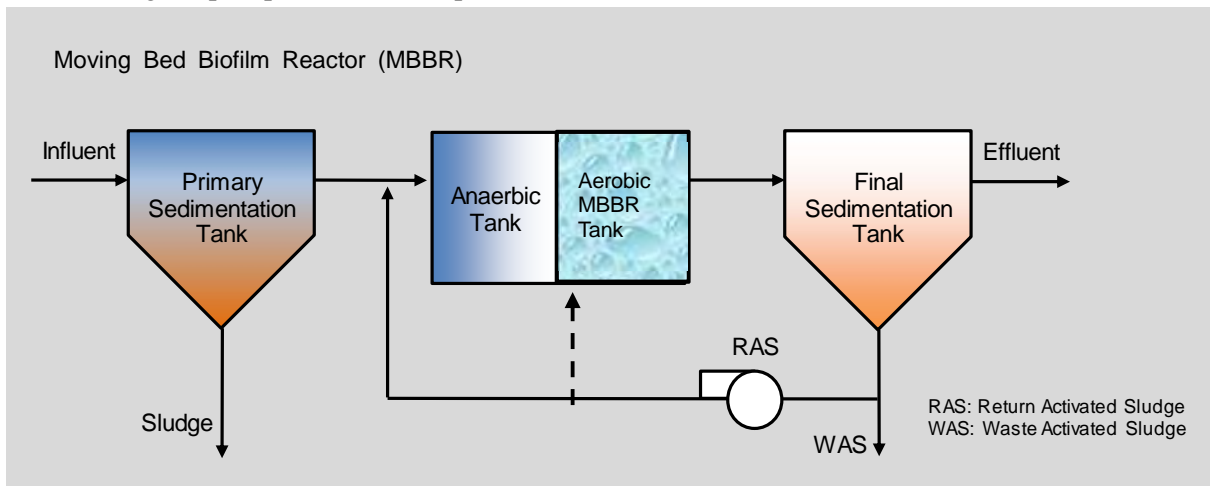 Moving Bed Biofilm Reactor (MBBR)
Influent
Primary
Sedimentation
Tank
Anaerbic
Tank
Aerobic
MBBR
Tank
Final
Sedimentation
Tank
Effluent
RAS
Sludge
WAS
RAS: Return Activated Sludge
WAS: Waste Activated Sludge